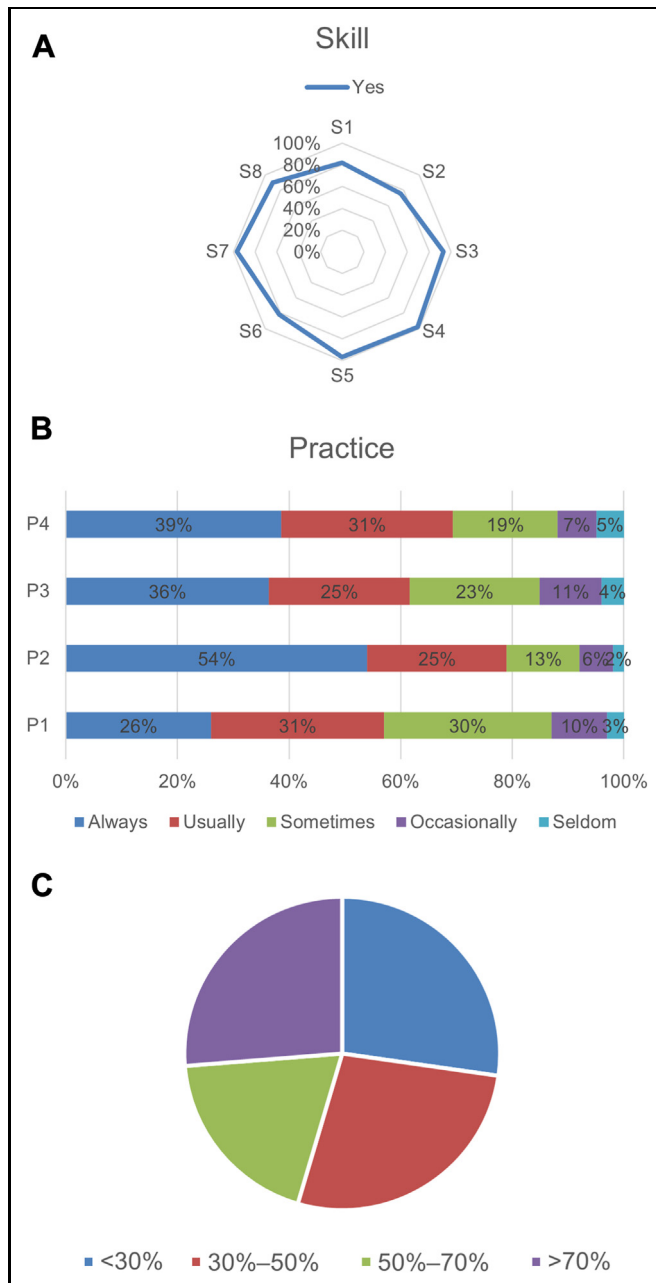 A
Skill
Yes
S1
100%
S8
80%
S2
60%
40%
20%
S7
0%
S3
S6
S4
S5
B
Practice
P4 39% 31% 19% 7% 5%
P3 36% 25% 23% 11% 4%
P2 54% 25% 13% 6% 2%
P1 26% 31% 30% 10% 3%
0% 20% 40% 60% 80% 100%
Always Usually Sometimes Occasionally Seldom
C
<30% 30%–50% 50%–70% >70%